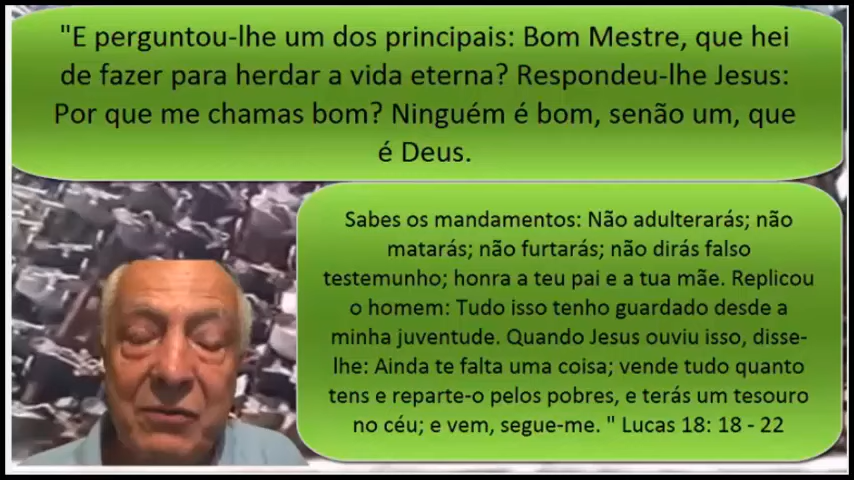 "E perguntou-lhe um dos principais: Bom Mestre, que hei
de fazer para herdar a vida eterna? Respondeu-lhe Jesus:
Por que me chamas bom? Ninguém é bom, senão um, que
é Deus.
Sabes os mandamentos: Não adulterarás; não
matarás; não furtarás; não dirás falso
testemunho; honra a teu pai e a tua mãe. Replicou
o homem: Tudo isso tenho guardado desde a
minha juventude. Quando Jesus ouviu isso, disse-
lhe: Ainda te falta uma coisa; vende tudo quanto
tens e reparte-o pelos pobres, e terás um tesouro
no céu; e vem, segue-me. " Lucas 18: 18 - 22